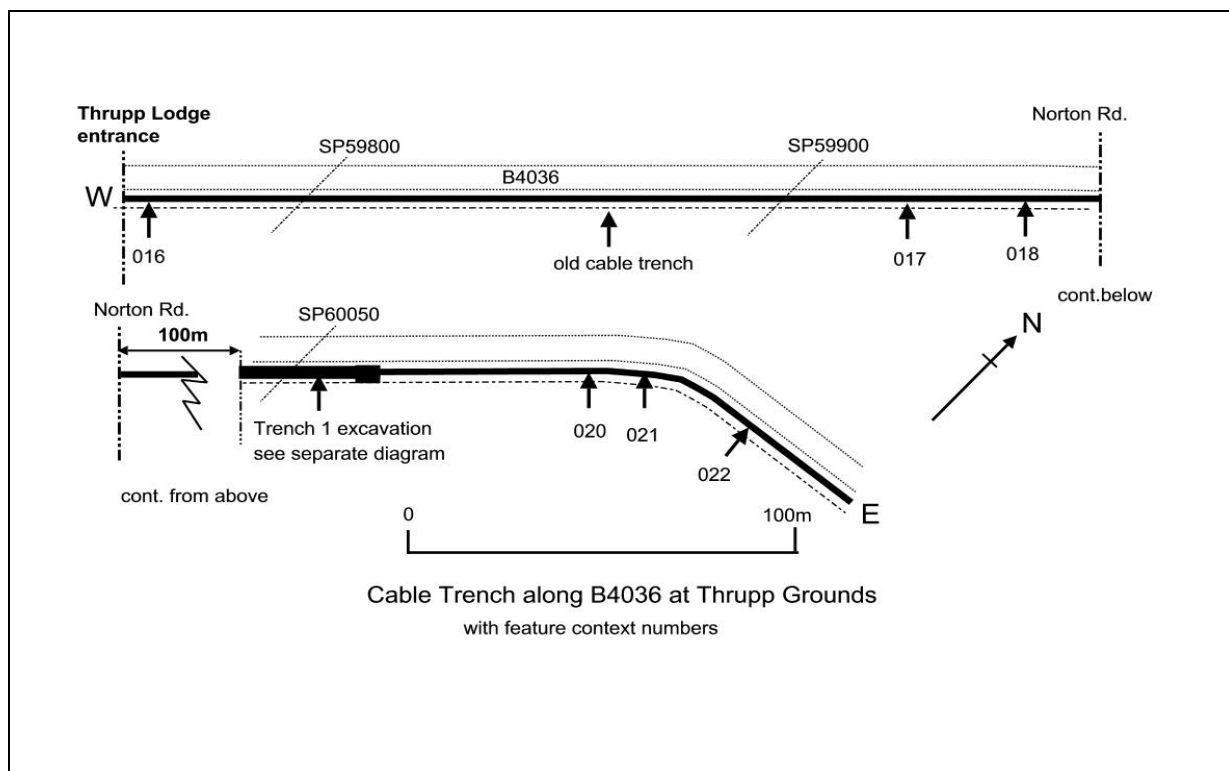 Thrupp Lodge
entrance
Norton Rd.
SP59800
SP59900
B4036
W
016
old cable trench
017
018
cont.below
Norton Rd.
100m
SP60050
N
Trench 1 excavation
see separate diagram
020
021
022
cont. from above
E
0
100m
Cable Trench along B4036 at Thrupp Grounds
with feature context numbers